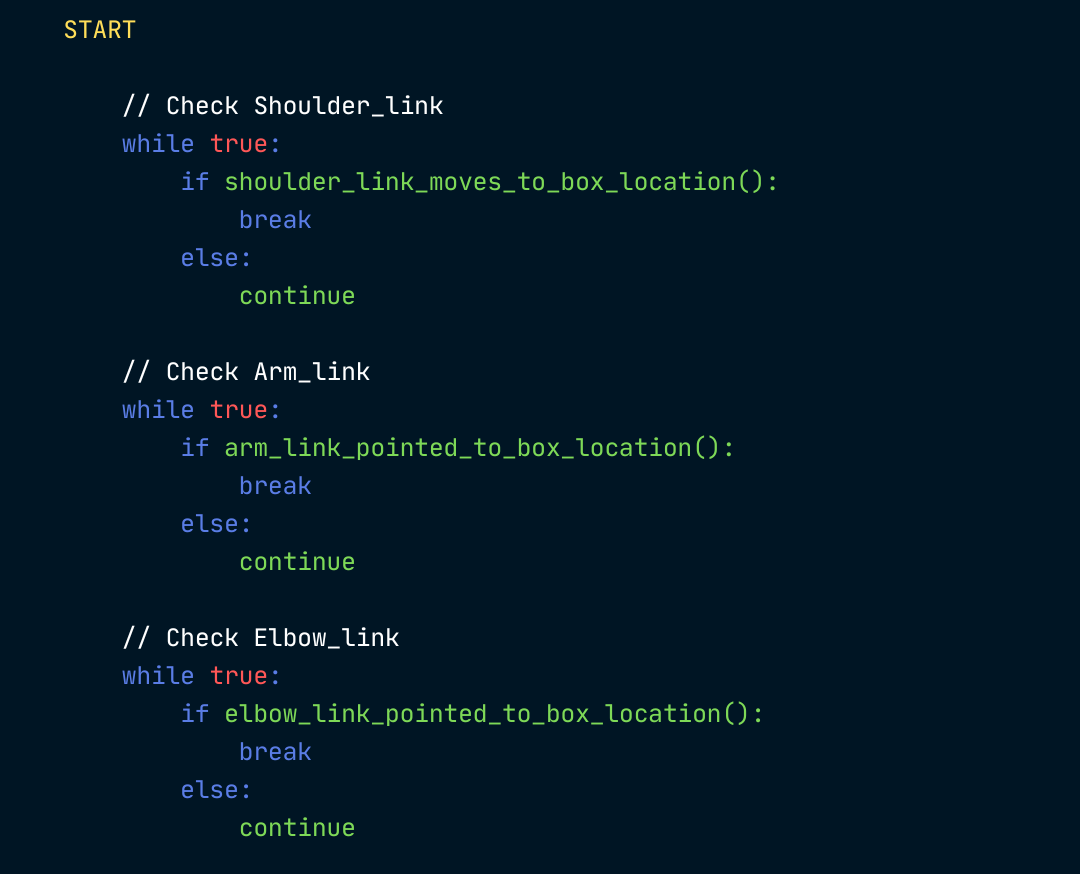 START
// Check Shoulder_link
while true:
if shoulder_link_moves_to_box_location():
break
else:
continue
// Check Arm_link
while true:
if arm_link_pointed_to_box_location():
break
else:
continue
// Check Elbow_link
while true:
if elbow_link_pointed_to_box_location():
break
else:
continue